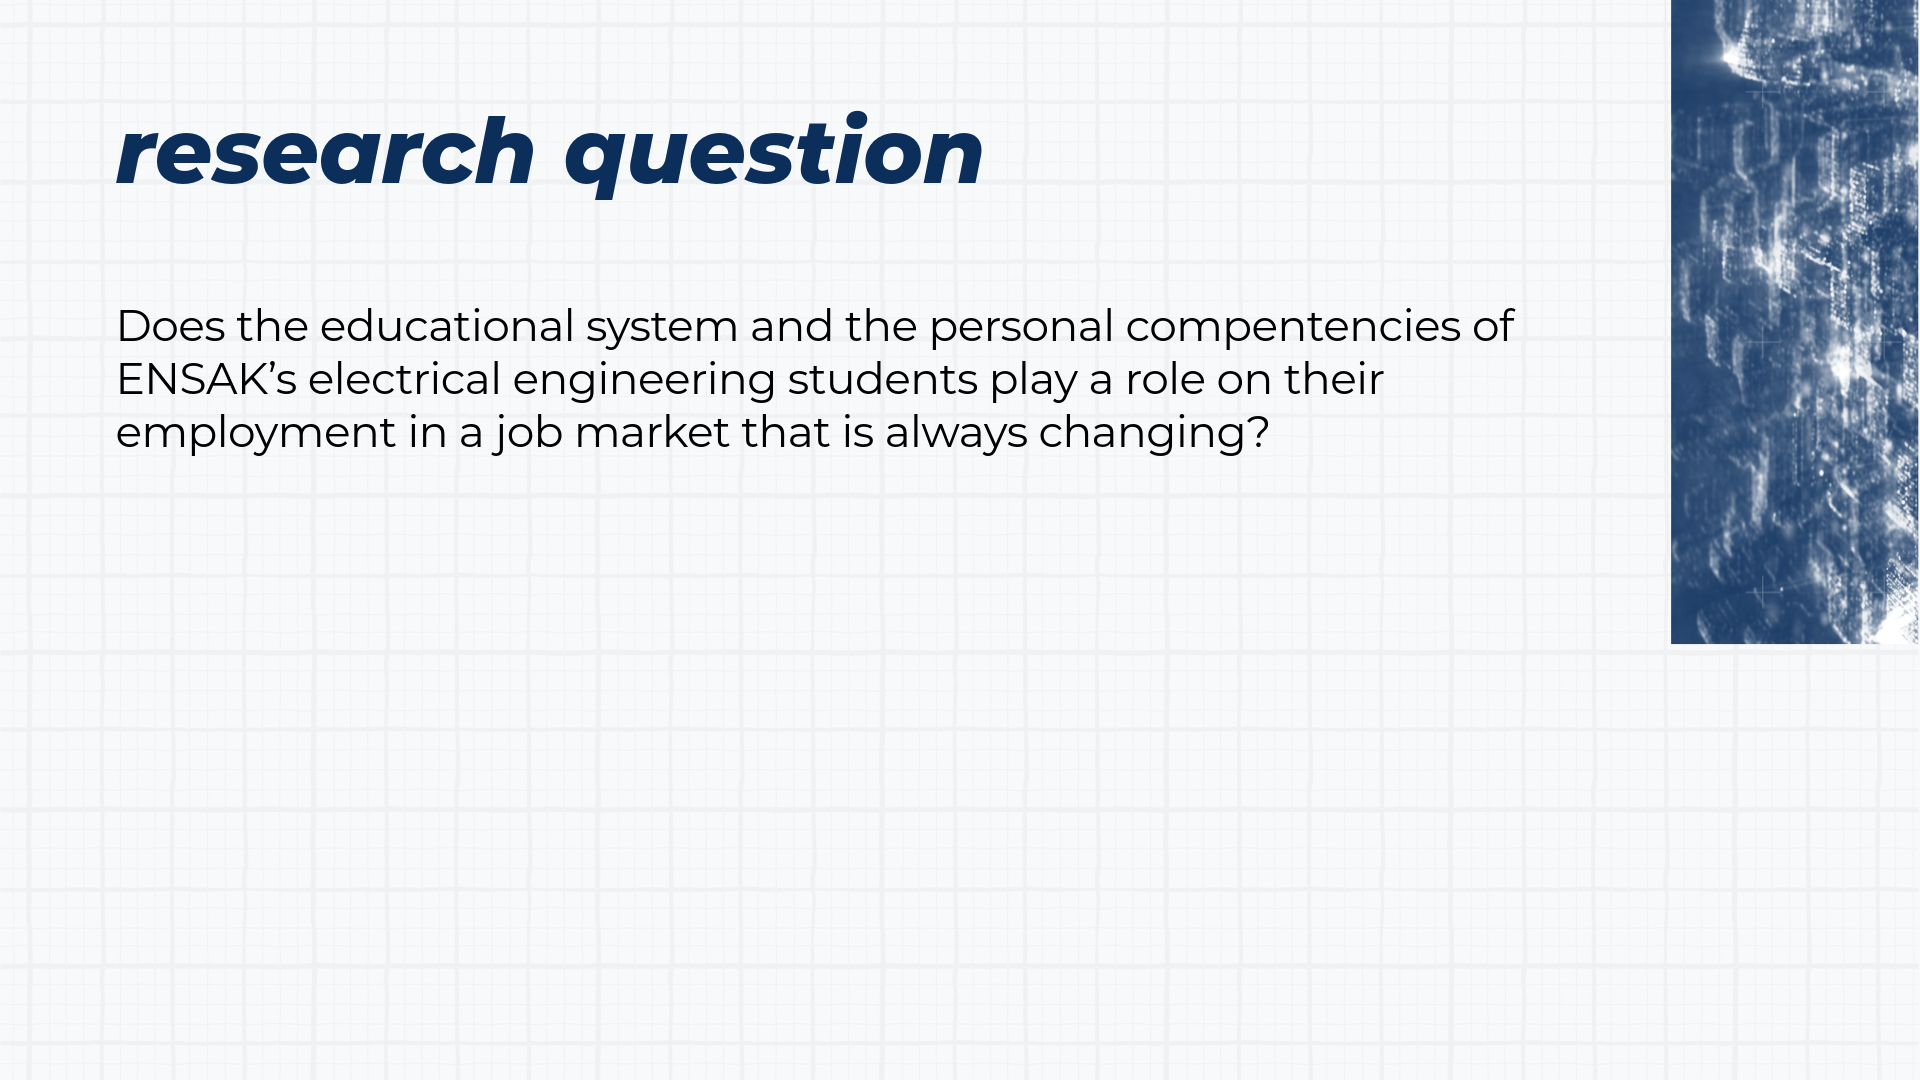 research question
Does the educational system and the personal compentencies of
ENSAK’s electrical engineering students play a role on their
employment in a job market that is always changing?